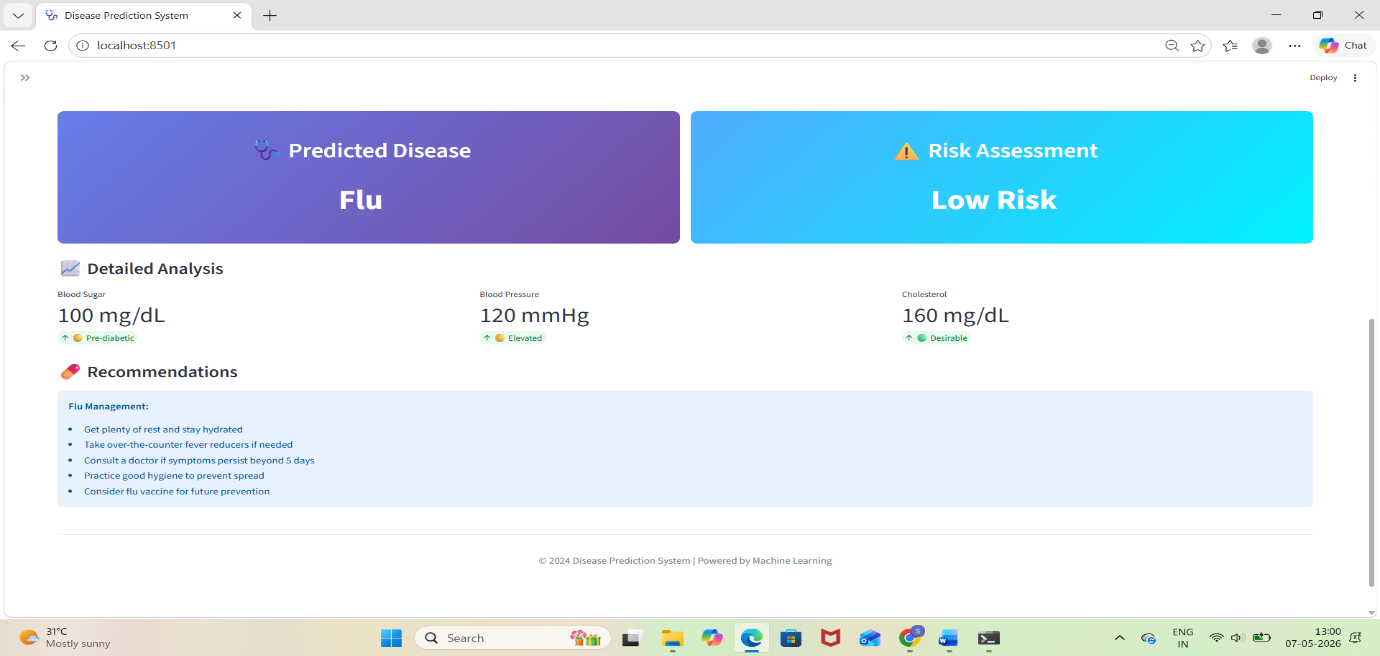 Disease Prediction System
localhost:8501
Chat
Deploy
Predicted Disease
Flu
Risk Assessment
Low Risk
Detailed Analysis
Blood Sugar
100 mg/dL
↑ Pre-diabetic
Blood Pressure
120 mmHg
↑ Elevated
Cholesterol
160 mg/dL
↑ Desirable
Recommendations
Flu Management:
• Get plenty of rest and stay hydrated
• Take over-the-counter fever reducers if needed
• Consult a doctor if symptoms persist beyond 5 days
• Practice good hygiene to prevent spread
• Consider flu vaccine for future prevention
© 2024 Disease Prediction System | Powered by Machine Learning
31°C
Mostly sunny
Search
S
ENG
IN
13:00
07-05-2026